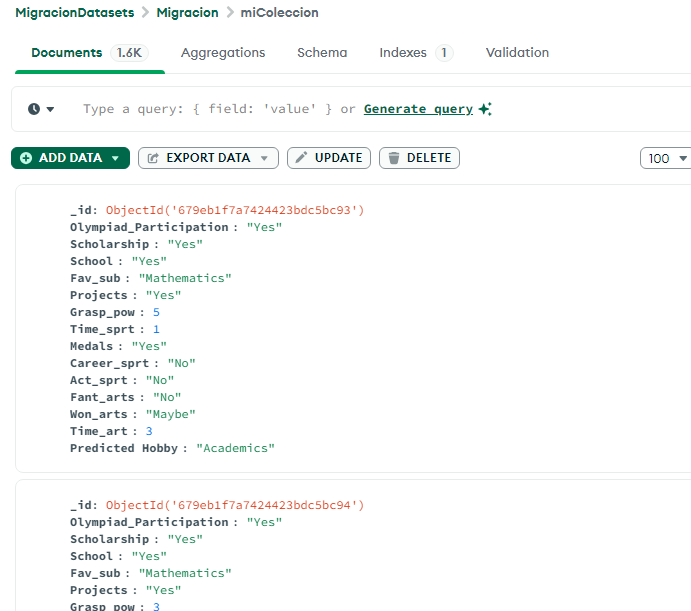 MigracionDatasets > Migracion > miColeccion
Documents 1.6K Aggregations Schema Indexes 1 Validation
Type a query: { field: 'value' } or Generate query
ADD DATA EXPORT DATA UPDATE DELETE 100
_id: ObjectId('679eb1f7a7424423bdc5bc93')
Olympiad_Participation : "Yes"
Scholarship : "Yes"
School : "Yes"
Fav_sub : "Mathematics"
Projects : "Yes"
Grasp_pow : 5
Time_sprt : 1
Medals : "Yes"
Career_sprt : "No"
Act_sprt : "No"
Fant_arts : "No"
Won_arts : "Maybe"
Time_art : 3
Predicted Hobby : "Academics"
_id: ObjectId('679eb1f7a7424423bdc5bc94')
Olympiad_Participation : "Yes"
Scholarship : "Yes"
School : "Yes"
Fav_sub : "Mathematics"
Projects : "Yes"
Grasp_pow : 3